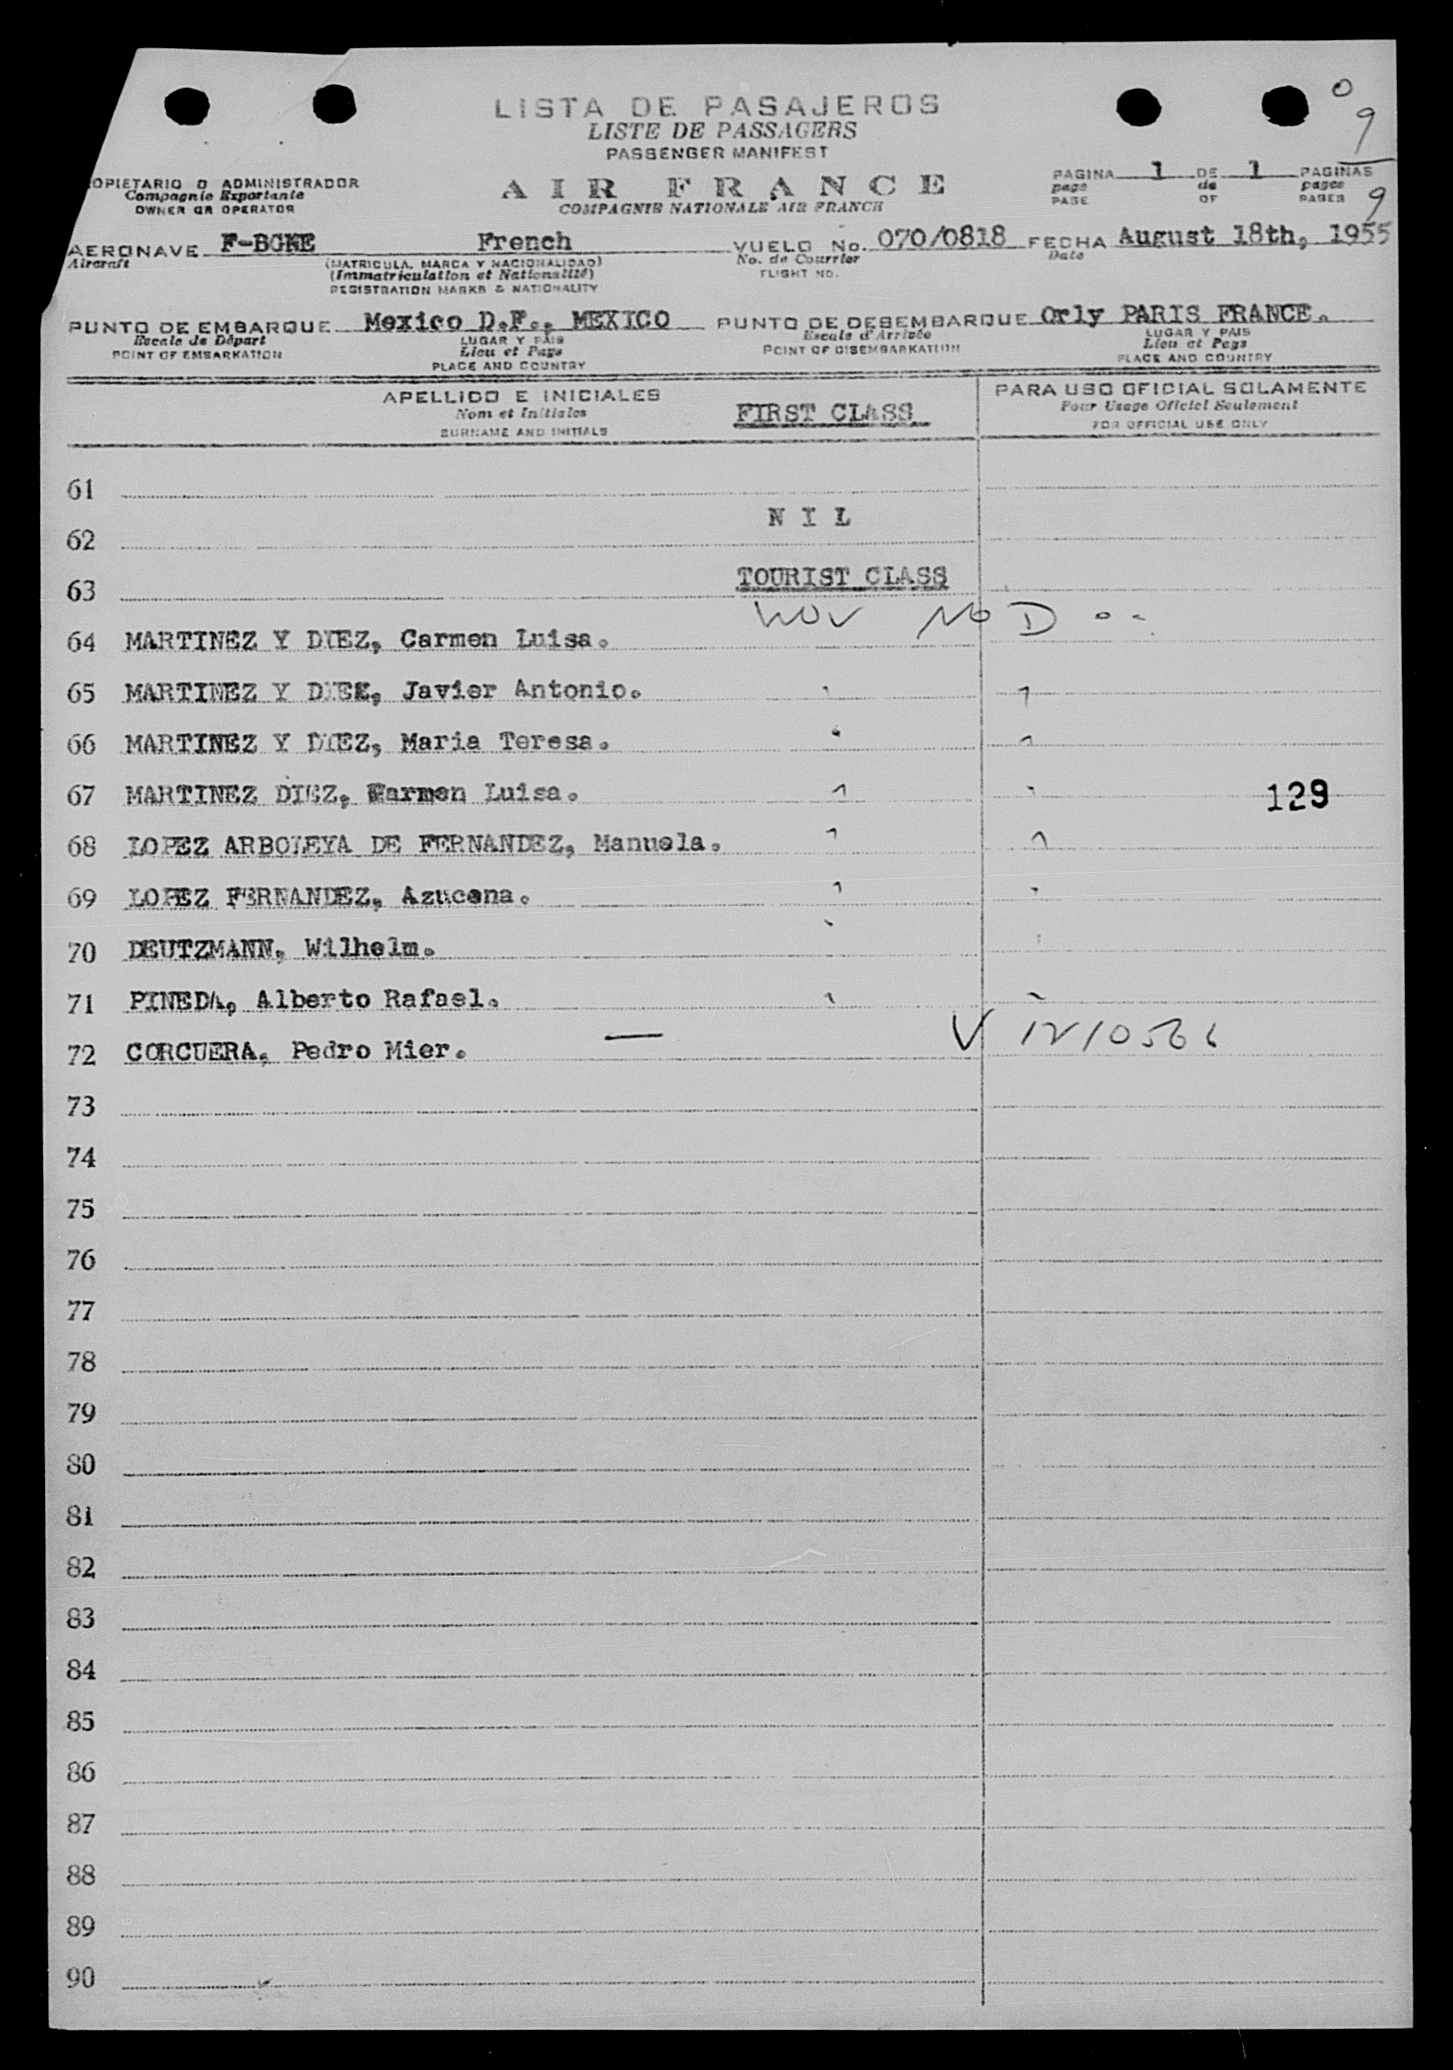 LISTA DE PASAJEROS
LISTE DE PASSAGERS
PASSENGER MANIFEST
0
9
9
OPIETARIO O ADMINISTRADOR
Compagnie Exportante
OWNER OR OPERATOR
AIR FRANCE
COMPAGNIE NATIONALE AIR FRANCE
PAGINA 1 DE 1 PAGINAS
page de pages
PAGE OF PAGES
AERONAVE F-BGNE French VUELO No. 070/0818 FECHA August 18th, 1955
Aircraft (MATRICULA, MARCA Y NACIONALIDAD) No. de Courrier Date
(Immatriculation et Nationalité) FLIGHT NO.
REGISTRATION MARKS & NATIONALITY
PUNTO DE EMBARQUE Mexico D.F., MEXICO PUNTO DE DESEMBARQUE Orly PARIS FRANCE.
Escale de Départ LUGAR Y PAIS Escale d'Arrivée LUGAR Y PAIS
POINT OF EMBARKATION Lieu et Pays POINT OF DISEMBARKATION Lieu et Pays
PLACE AND COUNTRY PLACE AND COUNTRY
APELLIDO E INICIALES
Nom et Initiales
SURNAME AND INITIALS
FIRST CLASS
PARA USO OFICIAL SOLAMENTE
Pour Usage Oficiel Seulement
FOR OFFICIAL USE ONLY
61
N I L
62
63 TOURIST CLASS
64 MARTINEZ Y DIEZ, Carmen Luisa.
65 MARTINEZ Y DIEZ, Javier Antonio.
66 MARTINEZ Y DIEZ, Maria Teresa.
67 MARTINEZ DIEZ, Carmen Luisa. 129
68 LOPEZ ARBOLEYA DE FERNANDEZ, Manuela.
69 LOPEZ FERNANDEZ, Azucena.
70 DEUTZMANN, Wilhelm.
71 PINEDA, Alberto Rafael.
72 CORCUERA, Pedro Mier. —
73
74
75
76
77
78
79
80
81
82
83
84
85
86
87
88
89
90